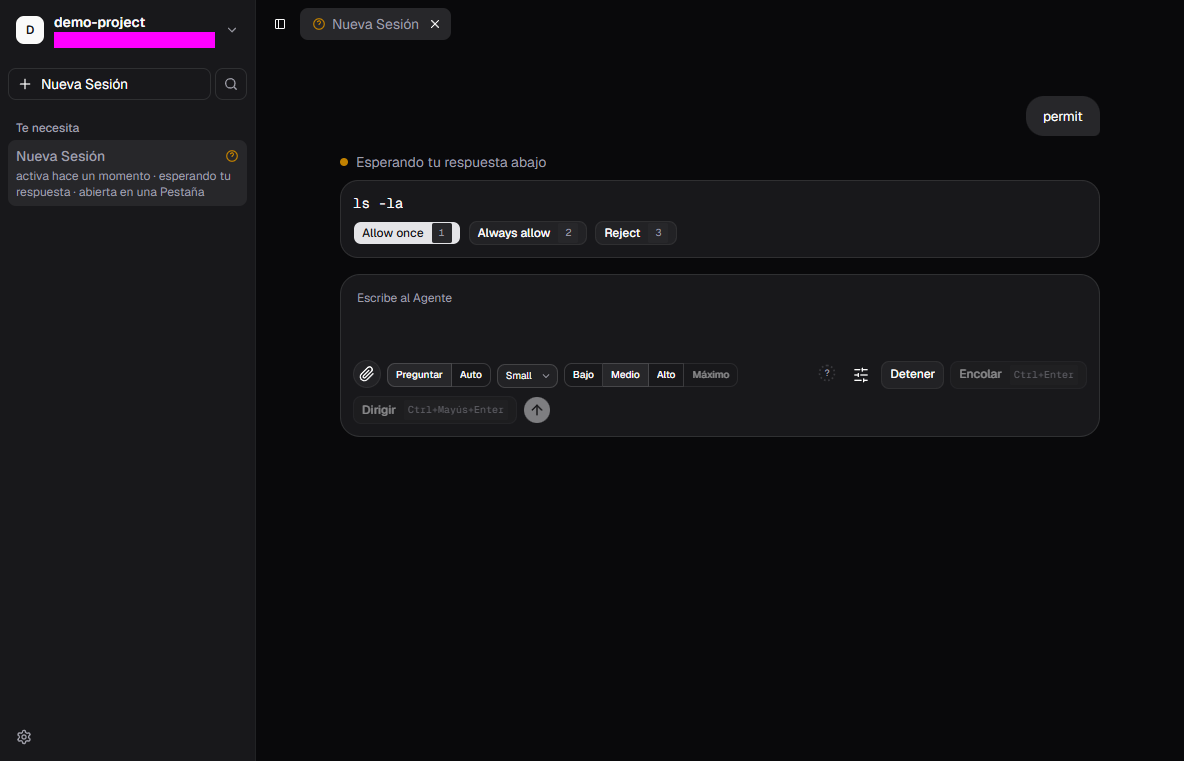 D
demo-project
Nueva Sesión
Nueva Sesión
Te necesita
Nueva Sesión
activa hace un momento · esperando tu
respuesta · abierta en una Pestaña
permit
Esperando tu respuesta abajo
ls -la
Allow once 1 Always allow 2 Reject 3
Escribe al Agente
Preguntar Auto Small Bajo Medio Alto Máximo ? Detener Encolar Ctrl+Enter
Dirigir Ctrl+Mayús+Enter